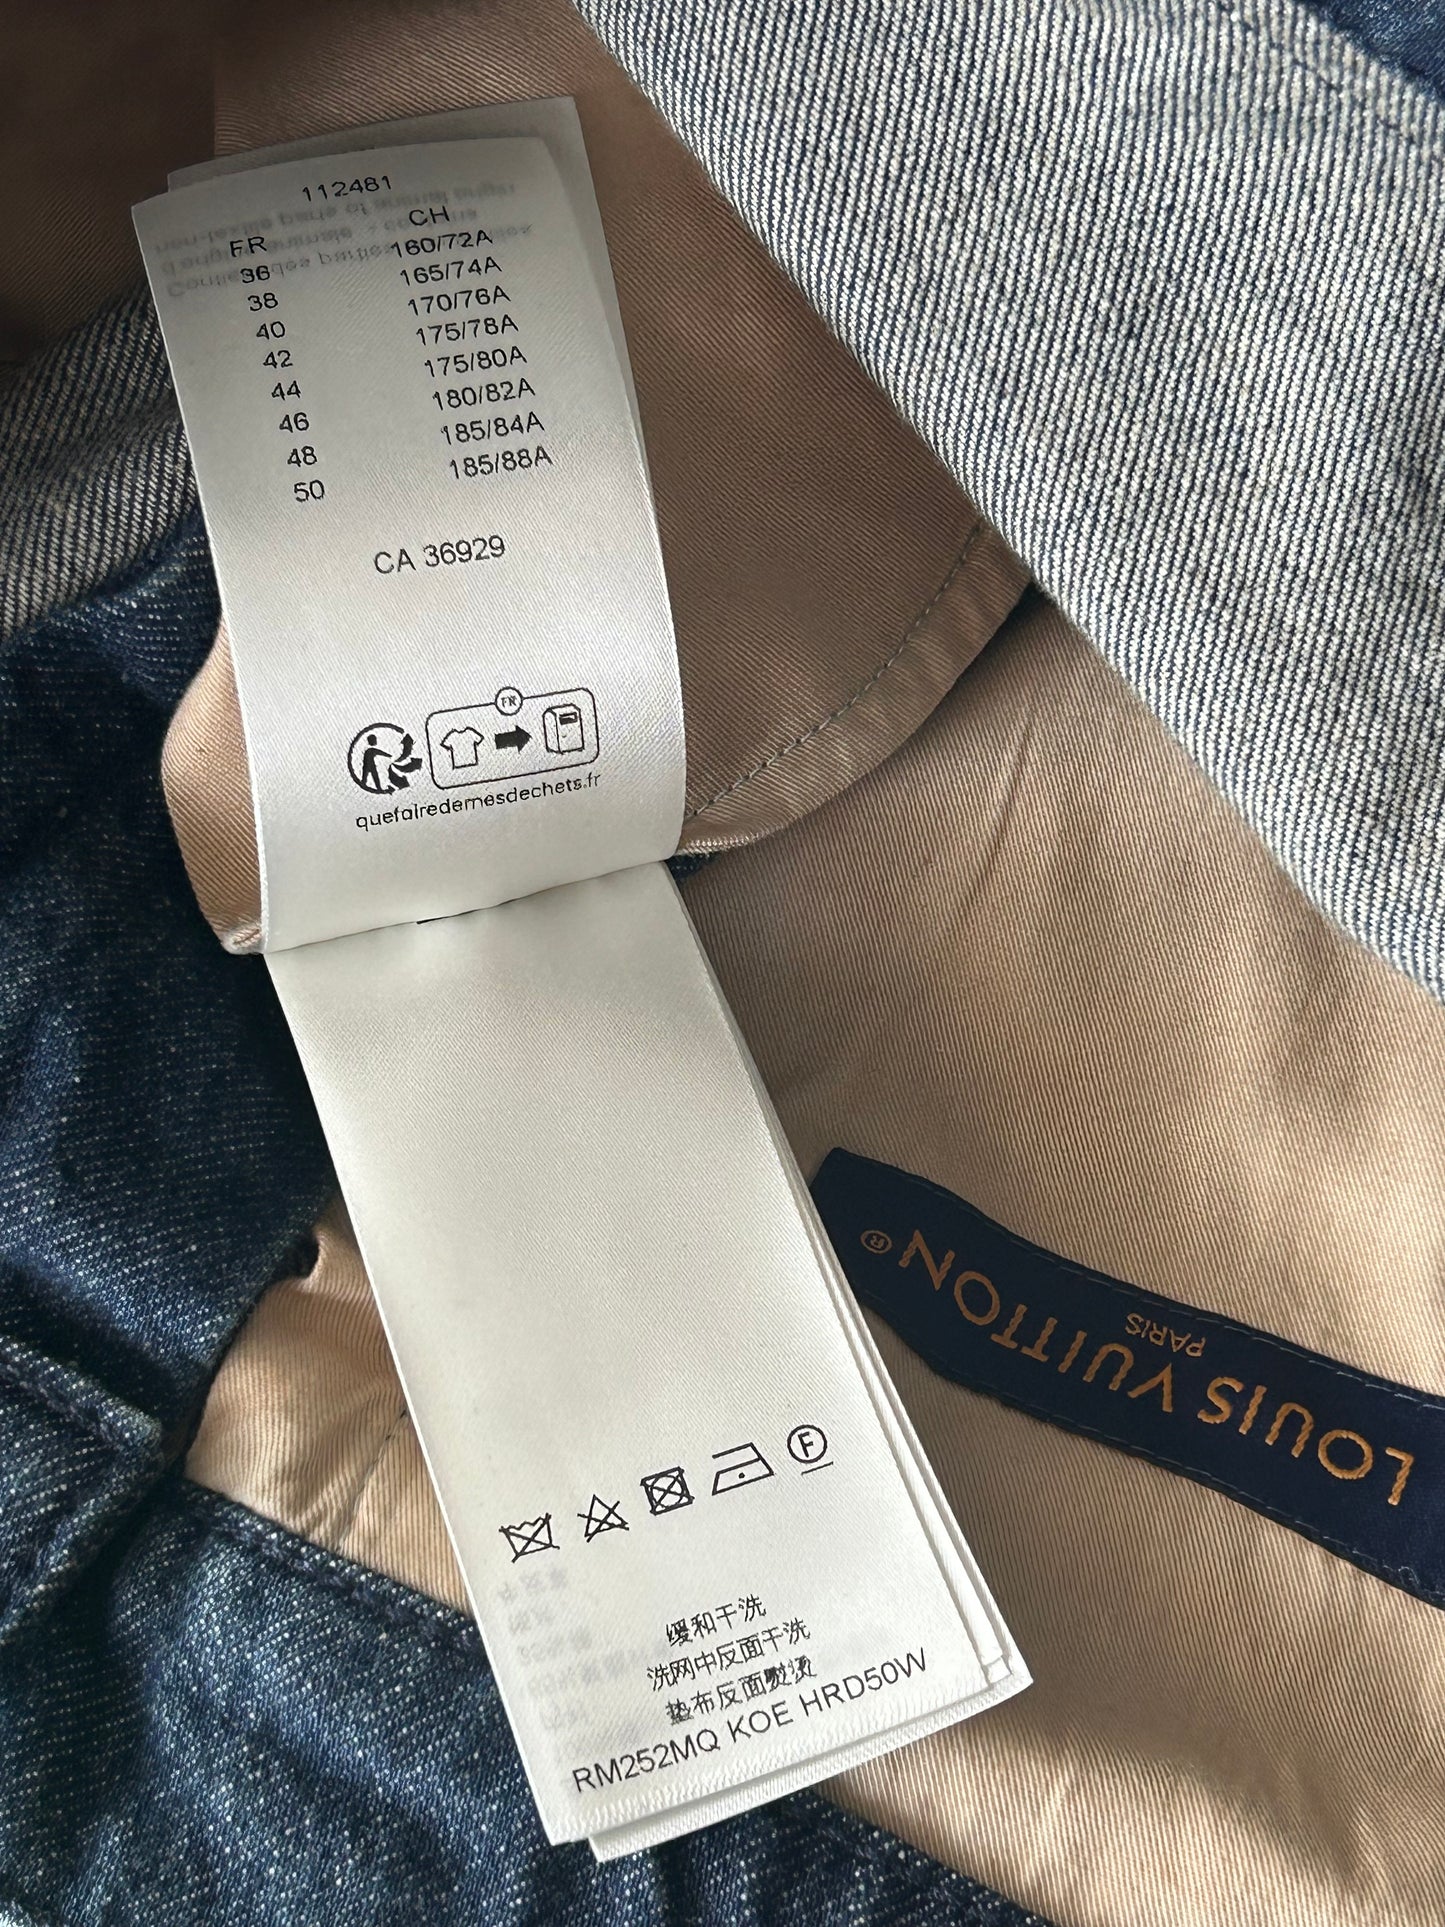 112481
FR CH
36 160/72A
38 165/74A
40 170/76A
42 175/78A
44 175/80A
46 180/82A
48 185/84A
50 185/88A
CA 36929
FR
quefairedemesdechets.fr
F
缓和干洗
洗网中反面干洗
垫布反面熨烫
RM252MQ KOE HRD50W
LOUIS VUITTON®
PARIS